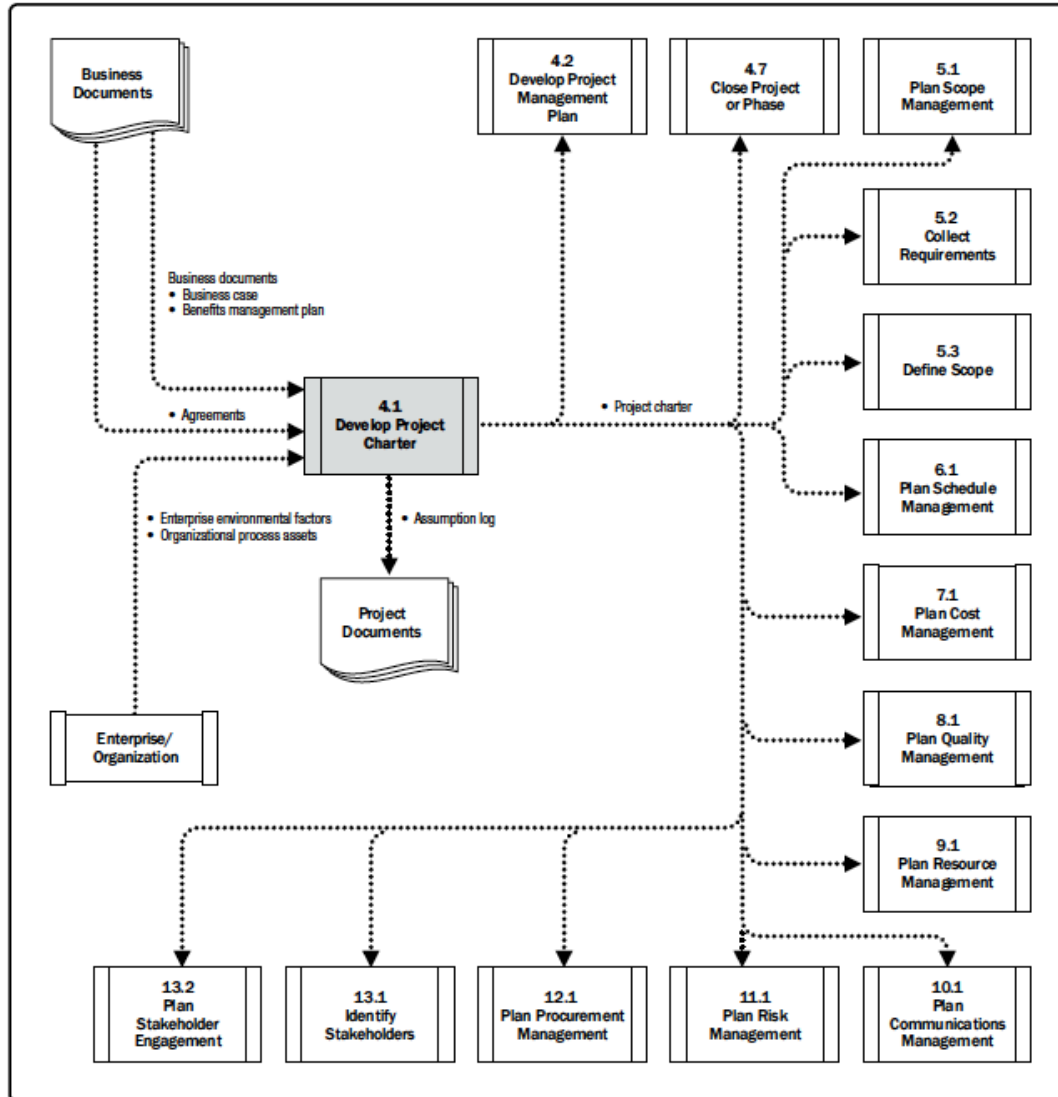 Business
Documents
4.2
Develop Project
Management
Plan
4.7
Close Project
or Phase
5.1
Plan Scope
Management
5.2
Collect
Requirements
Business documents
• Business case
• Benefits management plan
5.3
Define Scope
• Agreements
4.1
Develop Project
Charter
• Project charter
6.1
Plan Schedule
Management
• Enterprise environmental factors
• Organizational process assets
• Assumption log
Project
Documents
7.1
Plan Cost
Management
Enterprise/
Organization
8.1
Plan Quality
Management
9.1
Plan Resource
Management
13.2
Plan
Stakeholder
Engagement
13.1
Identify
Stakeholders
12.1
Plan Procurement
Management
11.1
Plan Risk
Management
10.1
Plan
Communications
Management